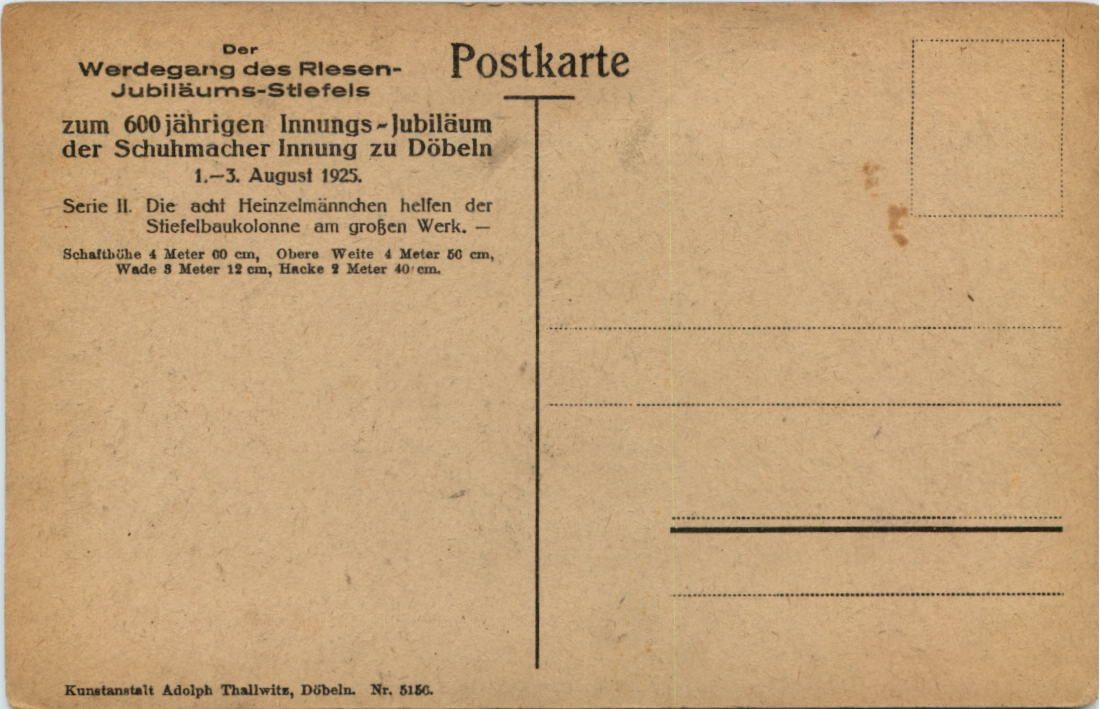 Der
Werdegang des Riesen-
Jubiläums-Stiefels
zum 600jährigen Innungs-Jubiläum
der Schuhmacher Innung zu Döbeln
1.—3. August 1925.
Serie II. Die acht Heinzelmännchen helfen der
Stiefelbaukolonne am großen Werk. —
Schafthöhe 4 Meter 60 cm, Obere Weite 4 Meter 50 cm,
Wade 3 Meter 12 cm, Hacke 2 Meter 40 cm.
Kunstanstalt Adolph Thallwitz, Döbeln. Nr. 5156.
Postkarte